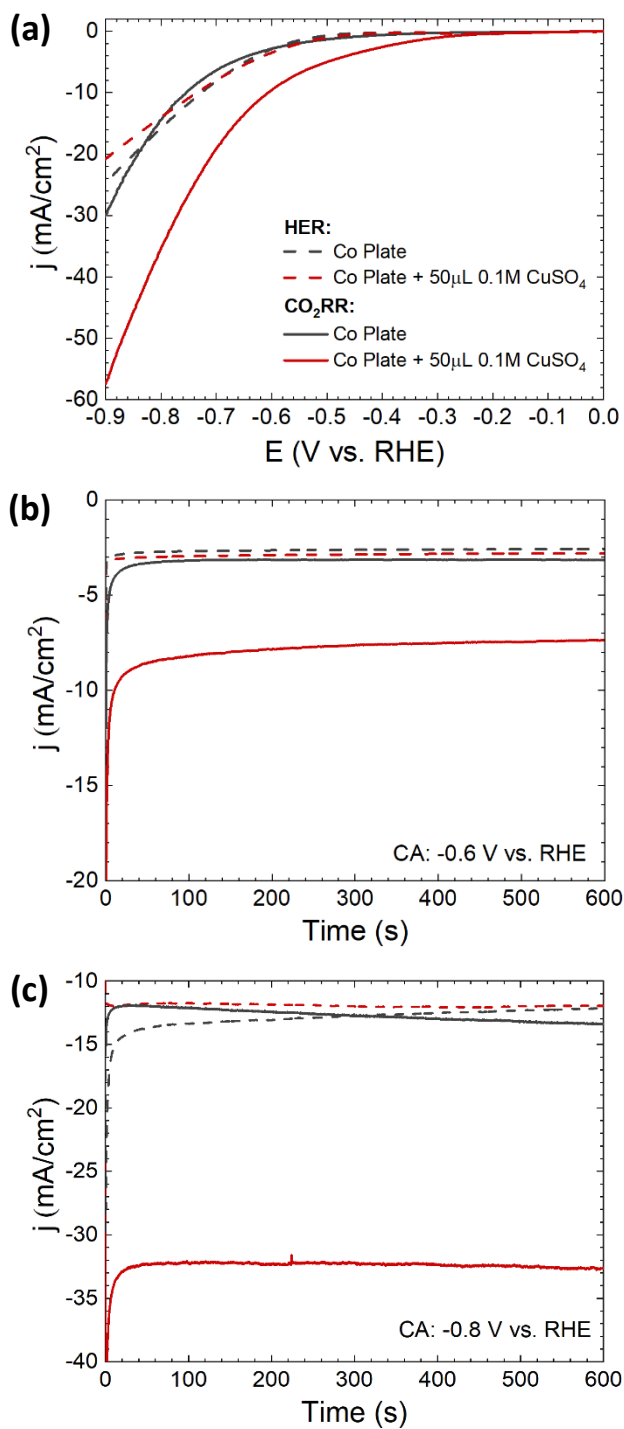 (a)
0
-10
-20
-30
-40
-50
-60
j (mA/cm²)
HER:
Co Plate
Co Plate + 50μL 0.1M CuSO₄
CO₂RR:
Co Plate
Co Plate + 50μL 0.1M CuSO₄
-0.9 -0.8 -0.7 -0.6 -0.5 -0.4 -0.3 -0.2 -0.1 0.0
E (V vs. RHE)
(b)
0
-5
-10
-15
-20
j (mA/cm²)
CA: -0.6 V vs. RHE
0 100 200 300 400 500 600
Time (s)
(c)
-10
-15
-20
-25
-30
-35
-40
j (mA/cm²)
CA: -0.8 V vs. RHE
0 100 200 300 400 500 600
Time (s)